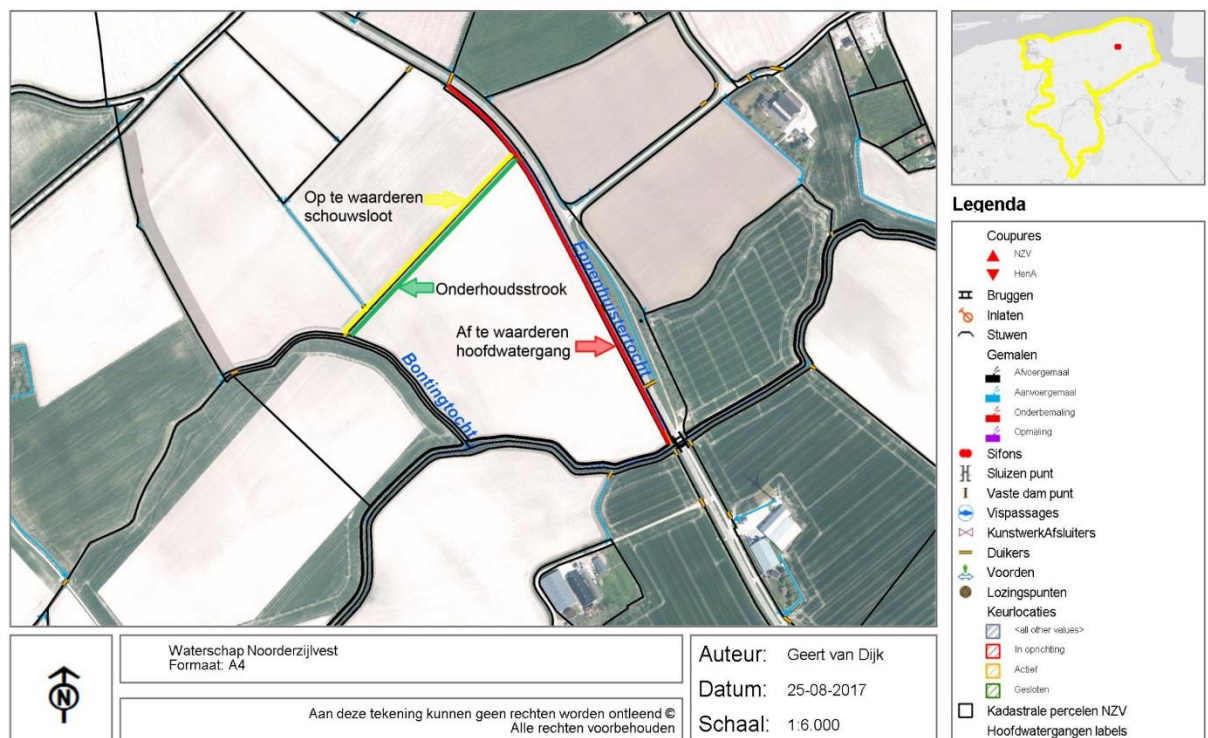 Op te waarderen
schouwsloot
Onderhoudsstrook
Af te waarderen
hoofdwatergang
Eppenhuistertocht
Bontingtocht
Legenda
Coupures
NZV
HenA
Bruggen
Inlaten
Stuwen
Gemalen
Afvoergemaal
Aanvoergemaal
Onderbemaling
Opmaling
Sifons
Sluizen punt
Vaste dam punt
Vispassages
KunstwerkAfsluiters
Duikers
Voorden
Lozingspunten
Keurlocaties
<all other values>
In oprichting
Actief
Gesloten
Kadastrale percelen NZV
Hoofdwatergangen labels
N
Waterschap Noorderzijlvest
Formaat: A4
Aan deze tekening kunnen geen rechten worden ontleend ©
Alle rechten voorbehouden
Auteur: Geert van Dijk
Datum: 25-08-2017
Schaal: 1:6.000